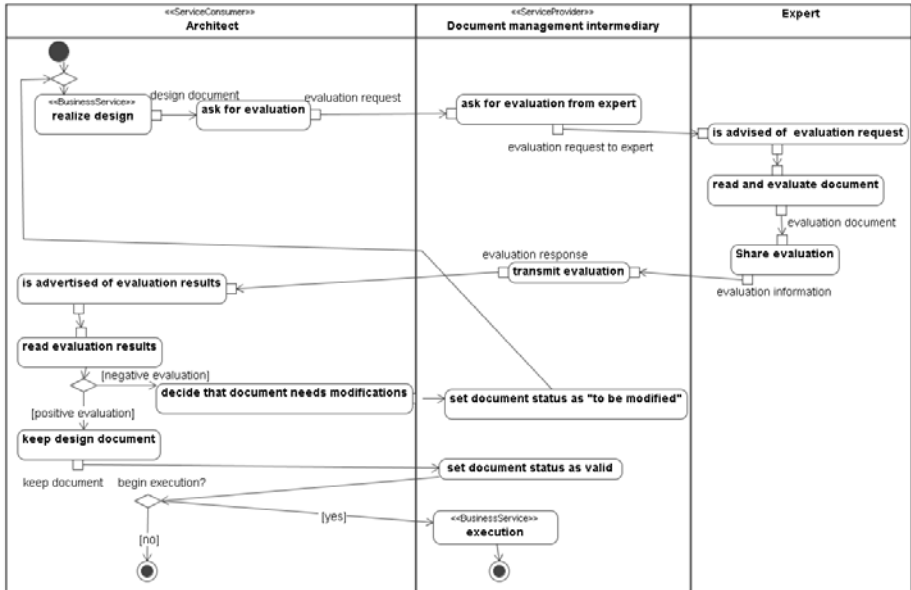 «ServiceConsumer»
Architect
«ServiceProvider»
Document management intermediary
Expert
«BusinessService»
realize design
design document
ask for evaluation
evaluation request
ask for evaluation from expert
evaluation request to expert
is advised of evaluation request
read and evaluate document
evaluation document
Share evaluation
evaluation information
evaluation response
transmit evaluation
is advertised of evaluation results
read evaluation results
[negative evaluation]
decide that document needs modifications
set document status as "to be modified"
[positive evaluation]
keep design document
keep document
set document status as valid
begin execution?
[yes]
«BusinessService»
execution
[no]